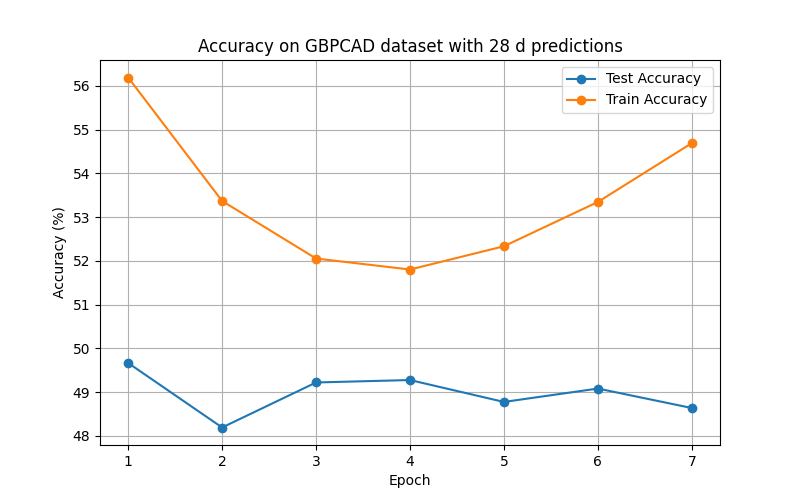 Accuracy on GBPCAD dataset with 28 d predictions
Test Accuracy
Train Accuracy
56
55
54
53
52
51
50
49
48
Accuracy (%)
1 2 3 4 5 6 7
Epoch